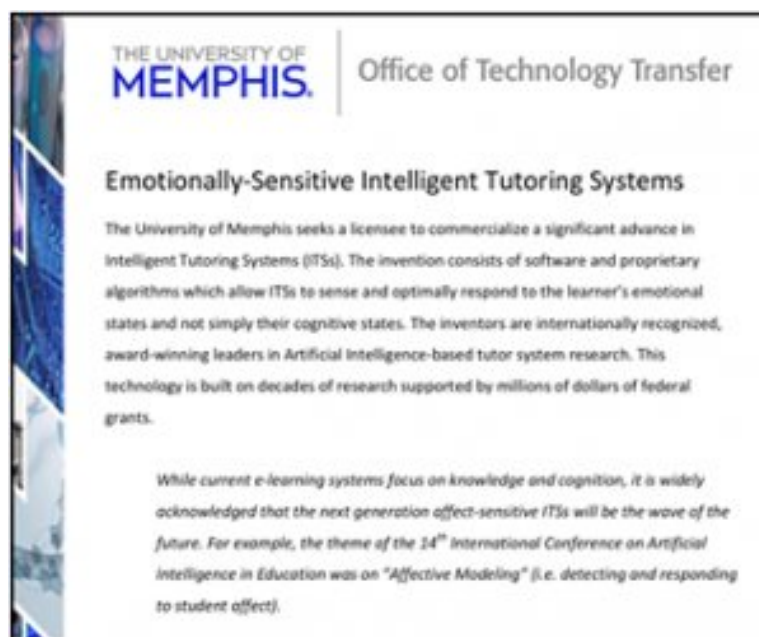 THE UNIVERSITY OF
MEMPHIS.
Office of Technology Transfer
Emotionally-Sensitive Intelligent Tutoring Systems
The University of Memphis seeks a licensee to commercialize a significant advance in
Intelligent Tutoring Systems (ITSs). The invention consists of software and proprietary
algorithms which allow ITSs to sense and optimally respond to the learner's emotional
states and not simply their cognitive states. The inventors are internationally recognized,
award-winning leaders in Artificial Intelligence-based tutor system research. This
technology is built on decades of research supported by millions of dollars of federal
grants.
While current e-learning systems focus on knowledge and cognition, it is widely
acknowledged that the next generation affect-sensitive ITSs will be the wave of the
future. For example, the theme of the 14th International Conference on Artificial
Intelligence in Education was on "Affective Modeling" (i.e. detecting and responding
to student affect).